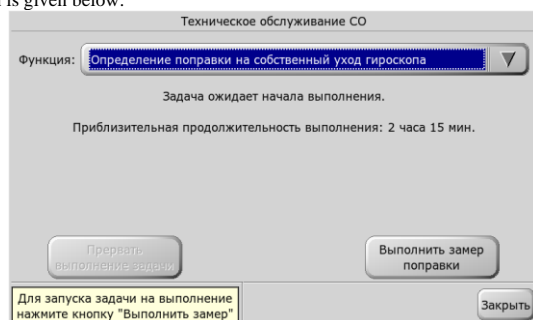 n is given below:
Техническое обслуживание СО
Функция: Определение поправки на собственный уход гироскопа
Задача ожидает начала выполнения.
Приблизительная продолжительность выполнения: 2 часа 15 мин.
Прервать
выполнение задачи
Выполнить замер
поправки
Для запуска задачи на выполнение
нажмите кнопку "Выполнить замер"
Закрыть